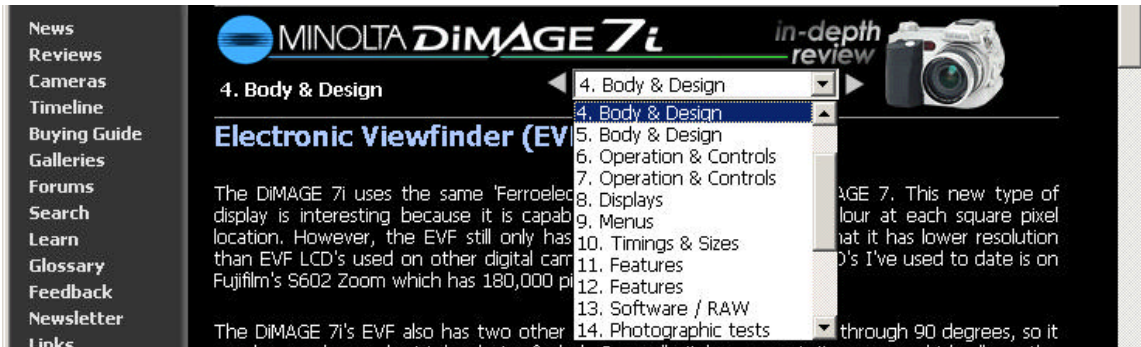 News
Reviews
Cameras
Timeline
Buying Guide
Galleries
Forums
Search
Learn
Glossary
Feedback
Newsletter
Links
MINOLTA DiMAGE 7i
in-depth
review
4. Body & Design
4. Body & Design
4. Body & Design
5. Body & Design
6. Operation & Controls
7. Operation & Controls
8. Displays
9. Menus
10. Timings & Sizes
11. Features
12. Features
13. Software / RAW
14. Photographic tests
Electronic Viewfinder (EV
The DiMAGE 7i uses the same 'Ferroelec AGE 7. This new type of
display is interesting because it is capab lour at each square pixel
location. However, the EVF still only has hat it has lower resolution
than EVF LCD's used on other digital cam D's I've used to date is on
Fujifilm's S602 Zoom which has 180,000 pi
The DiMAGE 7i's EVF also has two other through 90 degrees, so it